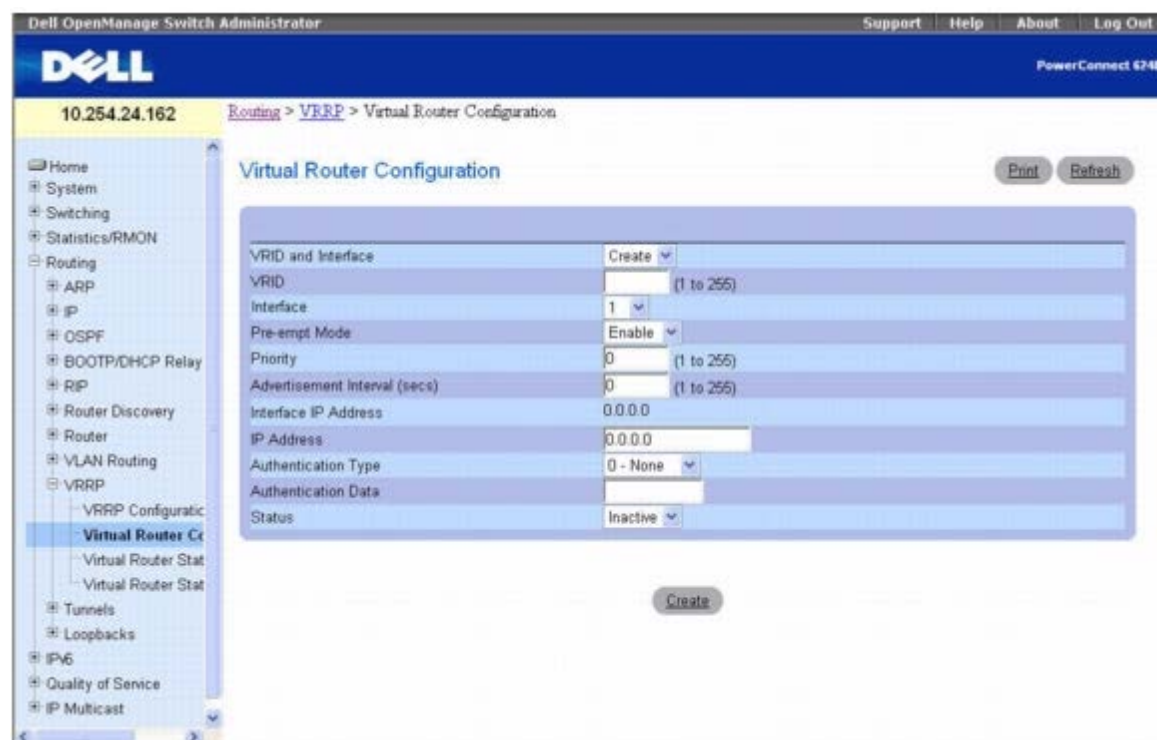 Dell OpenManage Switch Administrator
Support Help About Log Out
DELL
PowerConnect 624
10.254.24.162
Routing > VRRP > Virtual Router Configuration
Home
System
Switching
Statistics/RMON
Routing
ARP
IP
OSPF
BOOTP/DHCP Relay
RIP
Router Discovery
Router
VLAN Routing
VRRP
VRRP Configuratic
Virtual Router Cc
Virtual Router Stat
Virtual Router Stat
Tunnels
Loopbacks
IPv6
Quality of Service
IP Multicast
Virtual Router Configuration
Print Refresh
VRID and Interface Create
VRID (1 to 255)
Interface 1
Pre-empt Mode Enable
Priority 0 (1 to 255)
Advertisement Interval (secs) 0 (1 to 255)
Interface IP Address 0.0.0.0
IP Address 0.0.0.0
Authentication Type 0 - None
Authentication Data
Status Inactive
Create